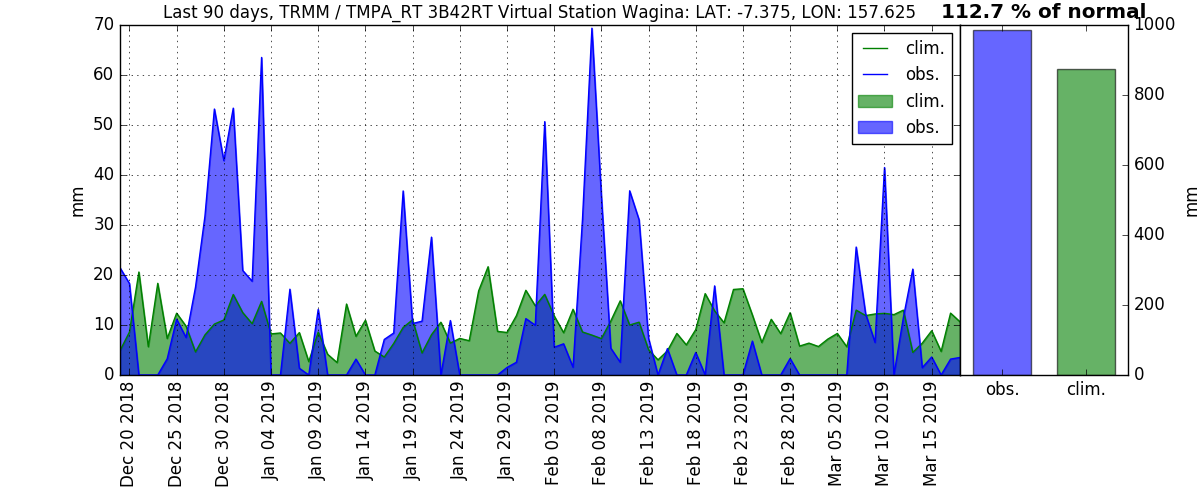 Last 90 days, TRMM / TMPA_RT 3B42RT Virtual Station Wagina: LAT: -7.375, LON: 157.625
112.7 % of normal
70
60
50
40
30
20
10
0
mm
clim.
obs.
clim.
obs.
Dec 20 2018
Dec 25 2018
Dec 30 2018
Jan 04 2019
Jan 09 2019
Jan 14 2019
Jan 19 2019
Jan 24 2019
Jan 29 2019
Feb 03 2019
Feb 08 2019
Feb 13 2019
Feb 18 2019
Feb 23 2019
Feb 28 2019
Mar 05 2019
Mar 10 2019
Mar 15 2019
1000
800
600
400
200
0
mm
obs.
clim.